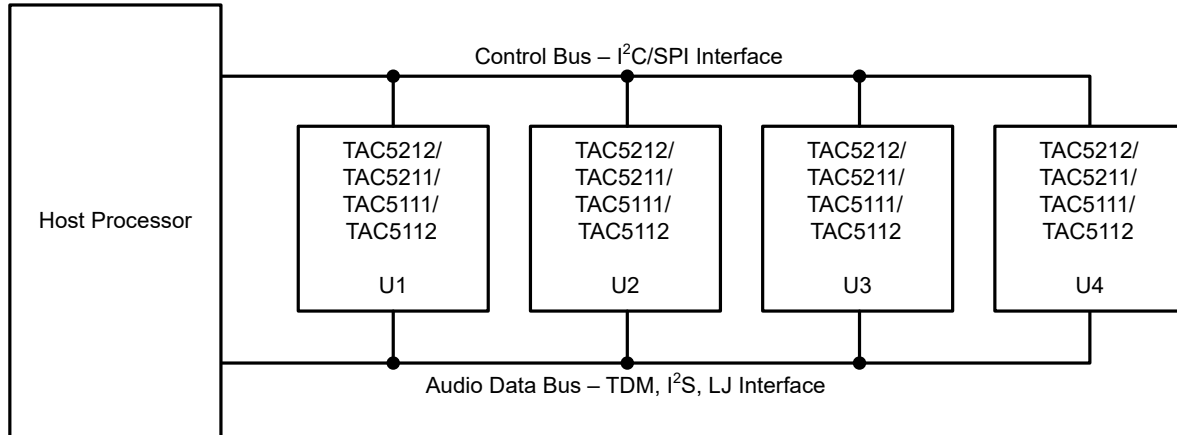 Control Bus – I²C/SPI Interface
Host Processor
TAC5212/
TAC5211/
TAC5111/
TAC5112
U1
TAC5212/
TAC5211/
TAC5111/
TAC5112
U2
TAC5212/
TAC5211/
TAC5111/
TAC5112
U3
TAC5212/
TAC5211/
TAC5111/
TAC5112
U4
Audio Data Bus – TDM, I²S, LJ Interface